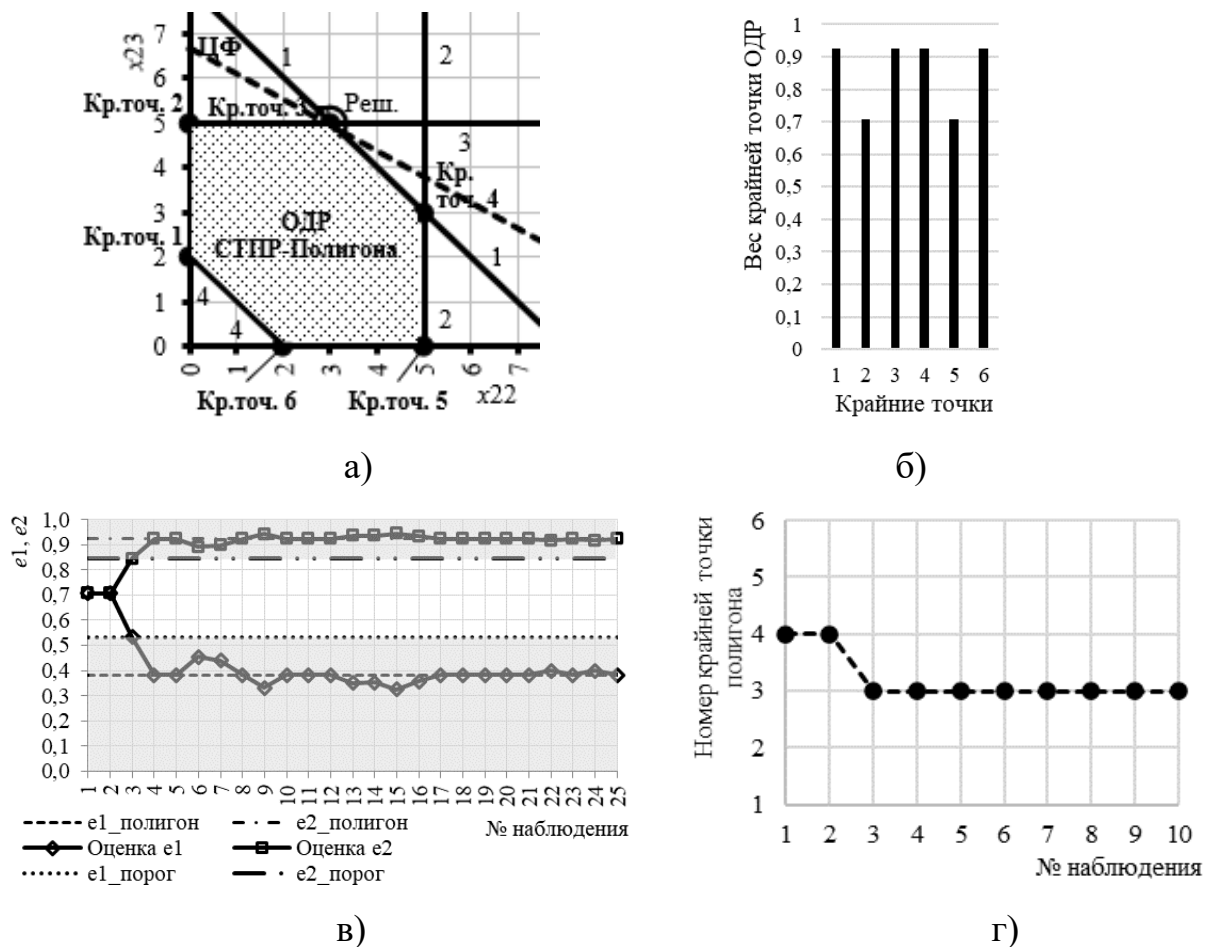 x23
7
6
5
4
3
2
1
0
ЦФ
1
2
Кр.точ. 2
Кр.точ. 3
Реш.
3
Кр.
точ. 4
ОДР
СТПР-Полигона
Кр.точ. 1
4
4
1
2
0 1 2 3 4 5 6 7
x22
Кр.точ. 6
Кр.точ. 5
а)
Вес крайней точки ОДР
1
0,9
0,8
0,7
0,6
0,5
0,4
0,3
0,2
0,1
0
1 2 3 4 5 6
Крайние точки
б)
e1, e2
1,0
0,9
0,8
0,7
0,6
0,5
0,4
0,3
0,2
0,1
0,0
1 2 3 4 5 6 7 8 9 10 11 12 13 14 15 16 17 18 19 20 21 22 23 24 25
№ наблюдения
e1_полигон
e2_полигон
Оценка e1
Оценка e2
e1_порог
e2_порог
в)
Номер крайней точки
полигона
6
5
4
3
2
1
1 2 3 4 5 6 7 8 9 10
№ наблюдения
г)